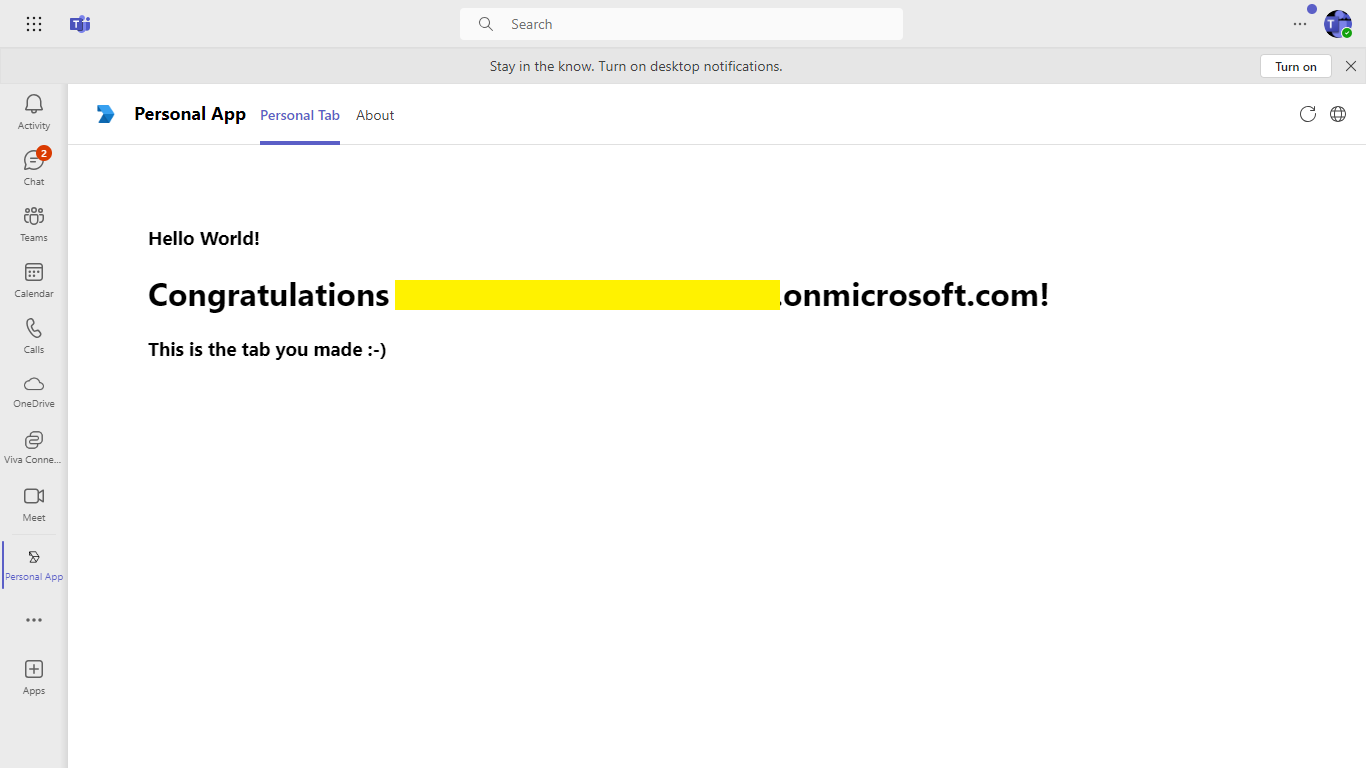 Search
Stay in the know. Turn on desktop notifications.
Turn on
Activity
2
Chat
Teams
Calendar
Calls
OneDrive
Viva Conne...
Meet
Personal App
Apps
Personal App
Personal Tab
About
Hello World!
Congratulations .onmicrosoft.com!
This is the tab you made :-)